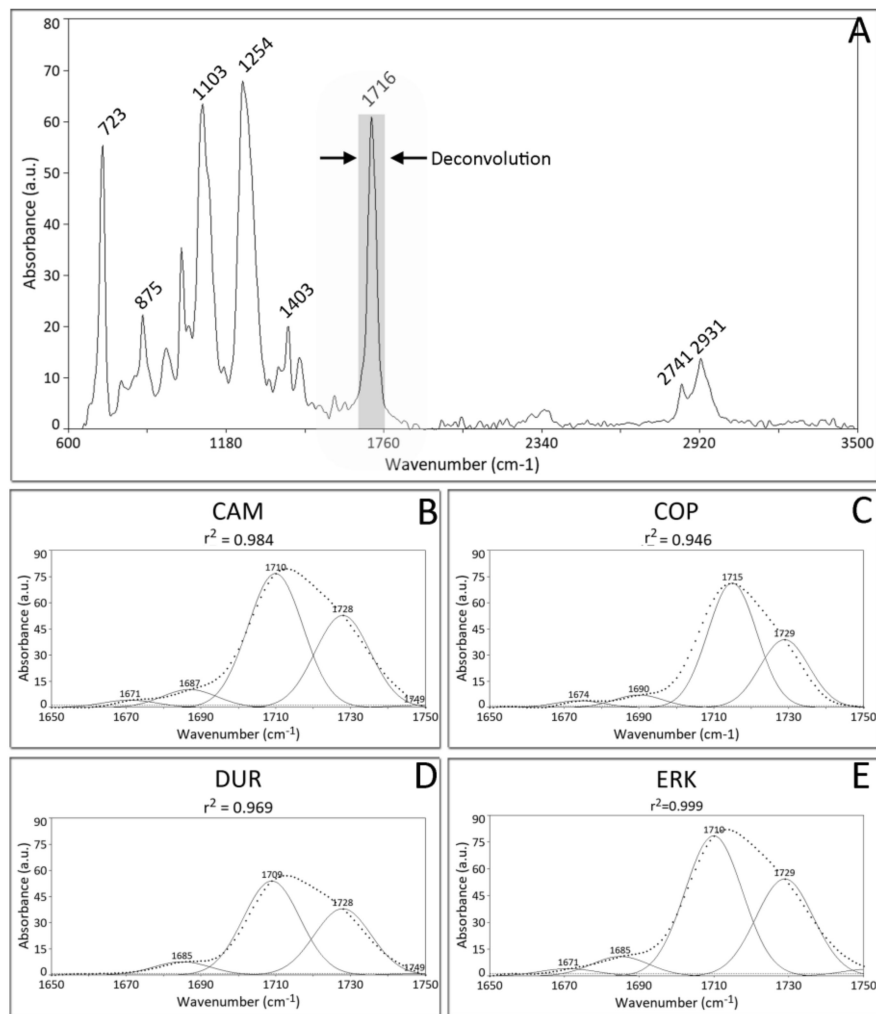 A
80
70
60
50
40
30
20
10
0
Absorbance (a.u.)
723
875
1103
1254
1403
1716
Deconvolution
2741 2931
600 1180 1760 2340 2920 3500
Wavenumber (cm-1)
CAM B
r² = 0.984
90
75
60
45
30
15
0
Absorbance (a.u.)
1671 1687 1710 1728 1749
1650 1670 1690 1710 1730 1750
Wavenumber (cm⁻¹)
COP C
r² = 0.946
90
75
60
45
30
15
0
Absorbance (a.u.)
1674 1690 1715 1729
1650 1670 1690 1710 1730 1750
Wavenumber (cm-1)
DUR D
r² = 0.969
90
75
60
45
30
15
0
Absorbance (a.u.)
1685 1709 1728 1749
1650 1670 1690 1710 1730 1750
Wavenumber (cm⁻¹)
ERK E
r²=0.999
90
75
60
45
30
15
0
Absorbance (a.u.)
1671 1685 1710 1729
1650 1670 1690 1710 1730 1750
Wavenumber (cm⁻¹)